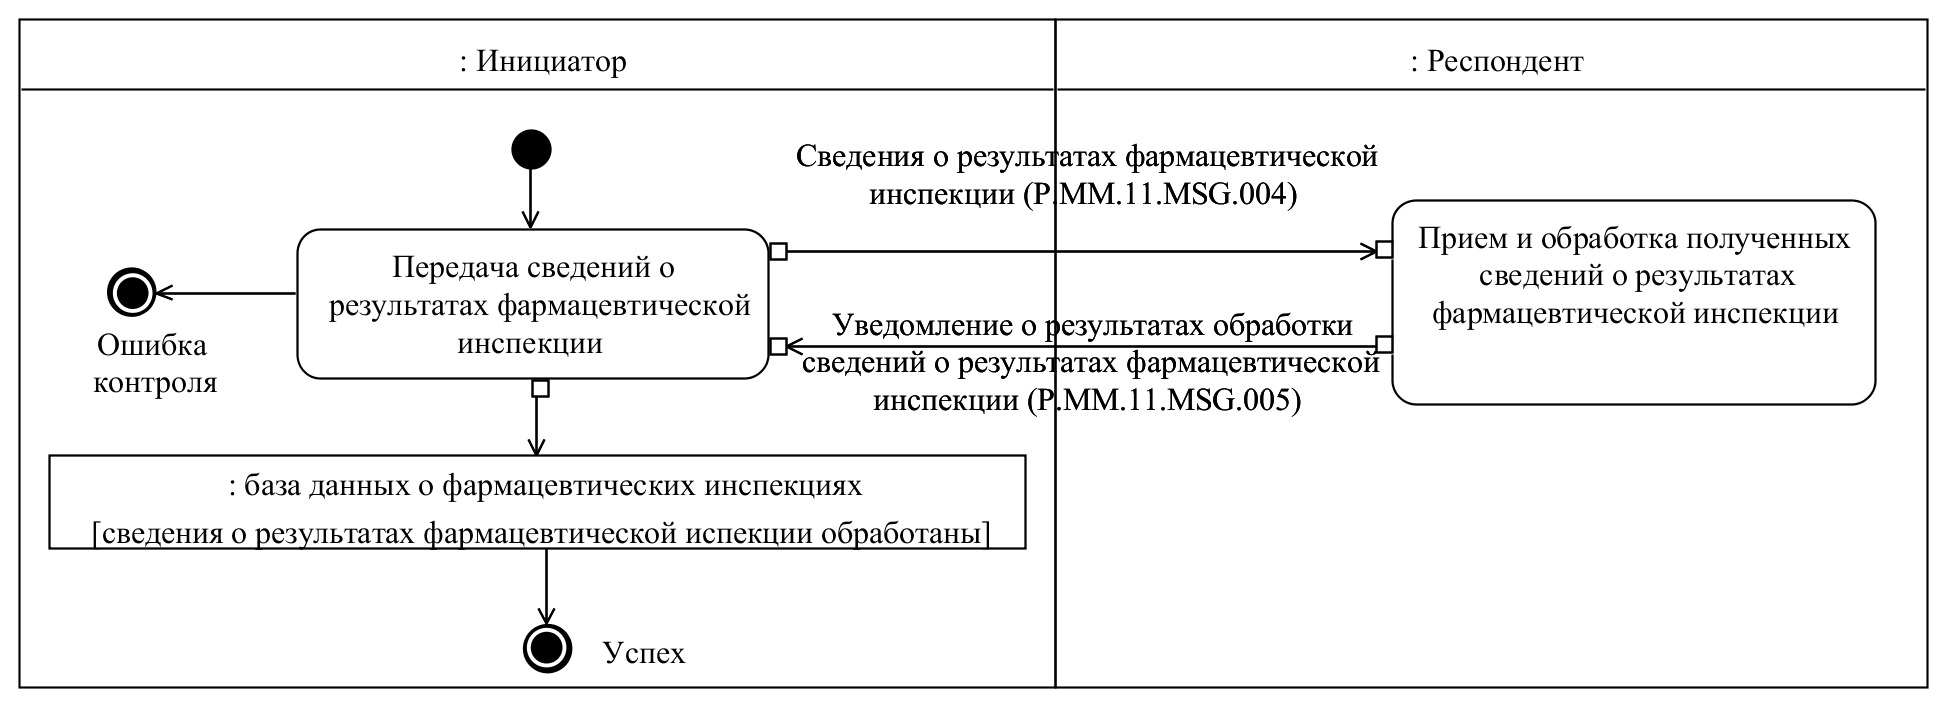 : Инициатор
: Респондент
Сведения о результатах фармацевтической
инспекции (P.MM.11.MSG.004)
Передача сведений о
результатах фармацевтической
инспекции
Прием и обработка полученных
сведений о результатах
фармацевтической инспекции
Ошибка
контроля
Уведомление о результатах обработки
сведений о результатах фармацевтической
инспекции (P.MM.11.MSG.005)
: база данных о фармацевтических инспекциях
[сведения о результатах фармацевтической испекции обработаны]
Успех